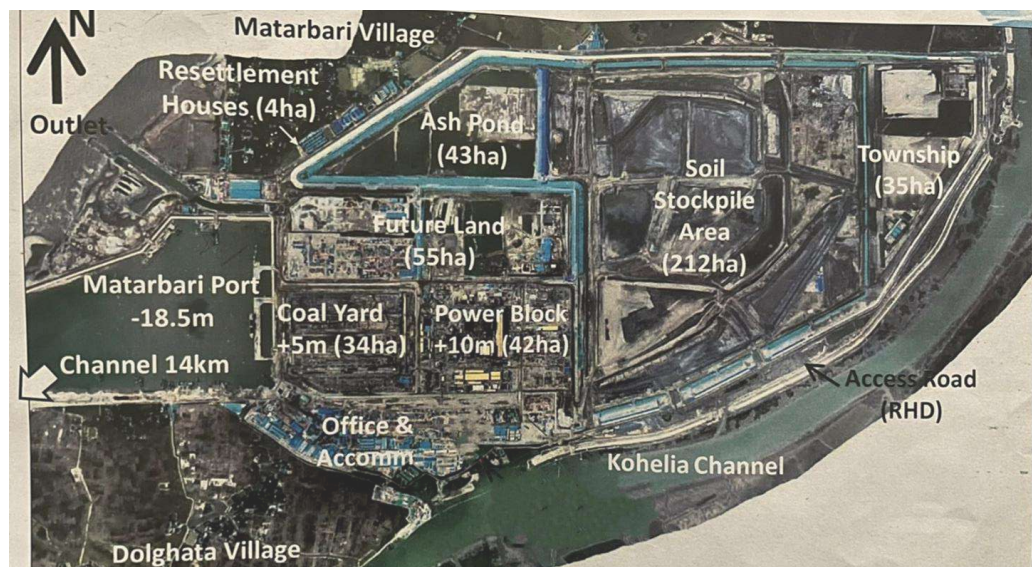 N
Matarbari Village
Resettlement
Houses (4ha)
Outlet
Ash Pond
(43ha)
Township
(35ha)
Soil
Stockpile
Area
(212ha)
Future Land
(55ha)
Matarbari Port
-18.5m
Coal Yard
+5m (34ha)
Power Block
+10m (42ha)
Channel 14km
Access Road
(RHD)
Office &
Accomm
Kohelia Channel
Dolghata Village